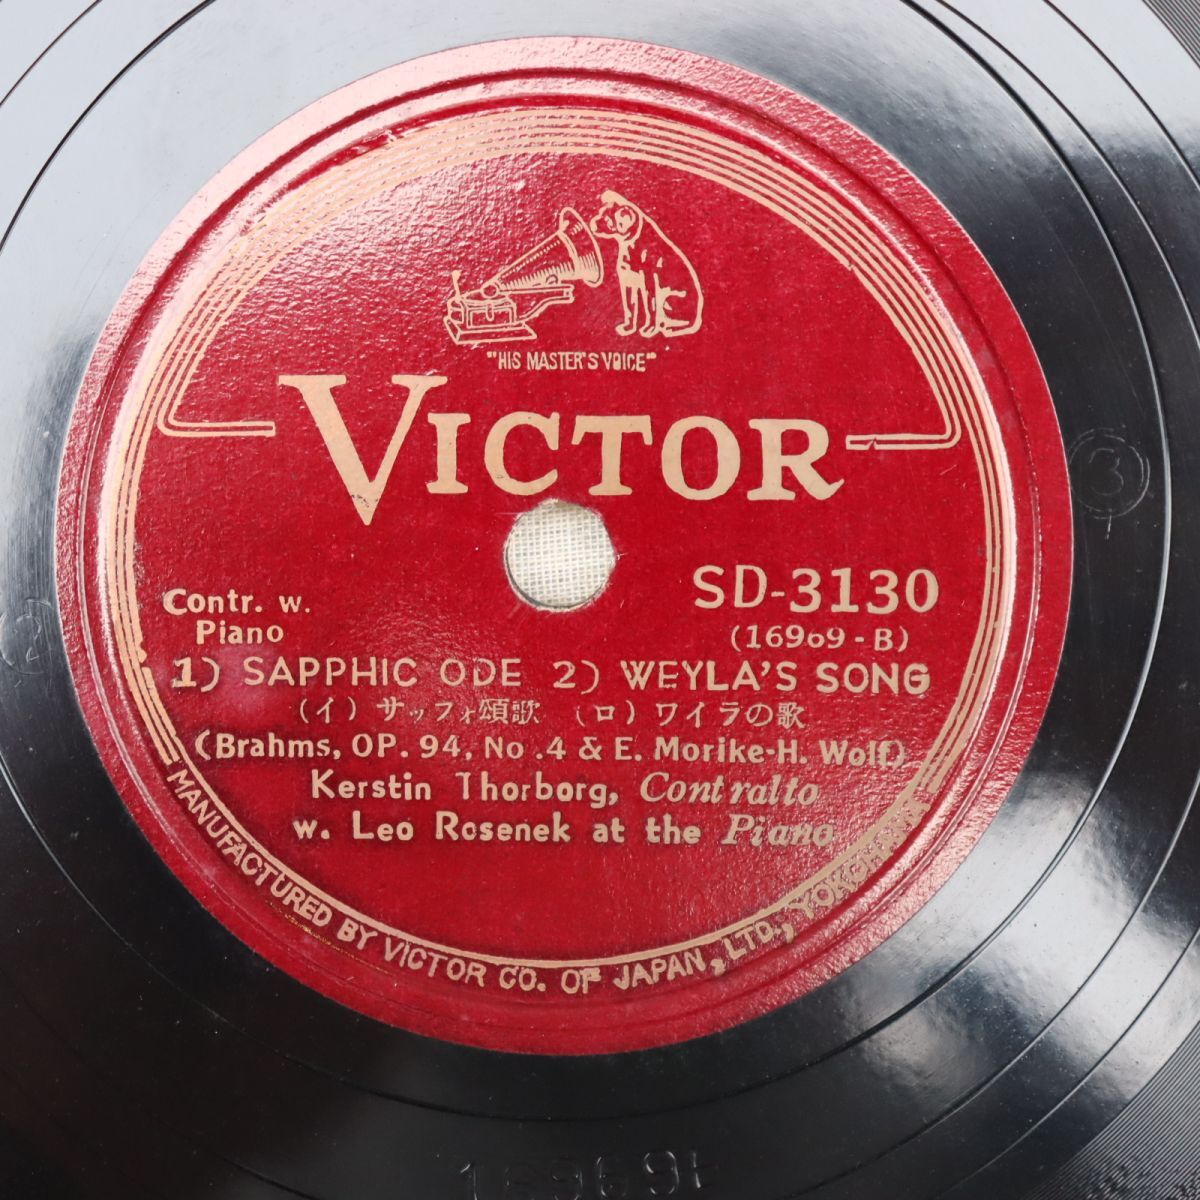 "HIS MASTER'S VOICE"
VICTOR
SD-3130
(16969-B)
Contr. w.
Piano
1) SAPPHIC ODE 2) WEYLA'S SONG
(イ) サッフォ頌歌 (ロ) ワイラの歌
(Brahms, OP. 94, No .4 & E. Morike-H. Wolf)
Kerstin Thorborg, Contralto
w. Leo Rosenek at the Piano
MANUFACTURED BY VICTOR CO. OF JAPAN, LTD., YOKOHAMA
3
2